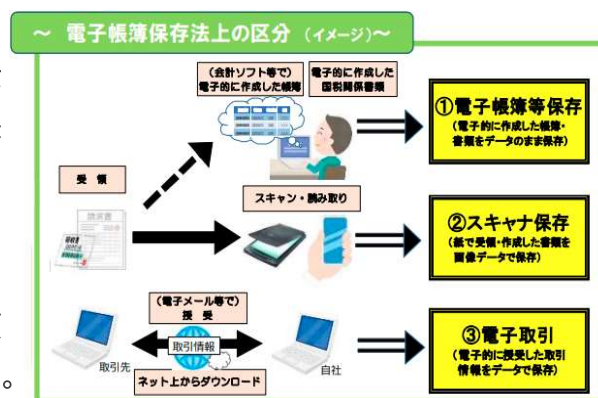 ～ 電子帳簿保存法上の区分 (イメージ)～
(会計ソフト等で)
電子的に作成した帳簿
電子的に作成した
国税関係書類
①電子帳簿等保存
(電子的に作成した帳簿・
書類をデータのまま保存)
受 領
請求書
領収書
スキャン・読み取り
②スキャナ保存
(紙で受領・作成した書類を
画像データで保存)
(電子メール等で)
授 受
取引情報
取引先
自社
ネット上からダウンロード
③電子取引
(電子的に授受した取引
情報をデータで保存)
。